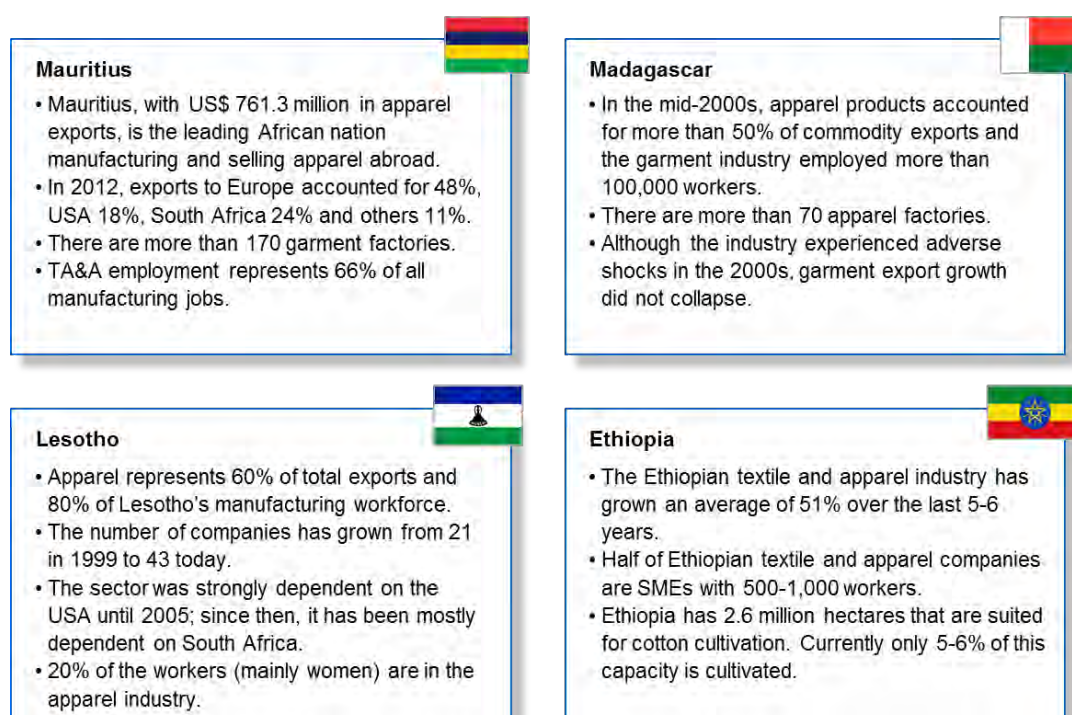 Mauritius
• Mauritius, with US$ 761.3 million in apparel
exports, is the leading African nation
manufacturing and selling apparel abroad.
• In 2012, exports to Europe accounted for 48%,
USA 18%, South Africa 24% and others 11%.
• There are more than 170 garment factories.
• TA&A employment represents 66% of all
manufacturing jobs.
Madagascar
• In the mid-2000s, apparel products accounted
for more than 50% of commodity exports and
the garment industry employed more than
100,000 workers.
• There are more than 70 apparel factories.
• Although the industry experienced adverse
shocks in the 2000s, garment export growth
did not collapse.
Lesotho
• Apparel represents 60% of total exports and
80% of Lesotho's manufacturing workforce.
• The number of companies has grown from 21
in 1999 to 43 today.
• The sector was strongly dependent on the
USA until 2005; since then, it has been mostly
dependent on South Africa.
• 20% of the workers (mainly women) are in the
apparel industry.
Ethiopia
• The Ethiopian textile and apparel industry has
grown an average of 51% over the last 5-6
years.
• Half of Ethiopian textile and apparel companies
are SMEs with 500-1,000 workers.
• Ethiopia has 2.6 million hectares that are suited
for cotton cultivation. Currently only 5-6% of this
capacity is cultivated.